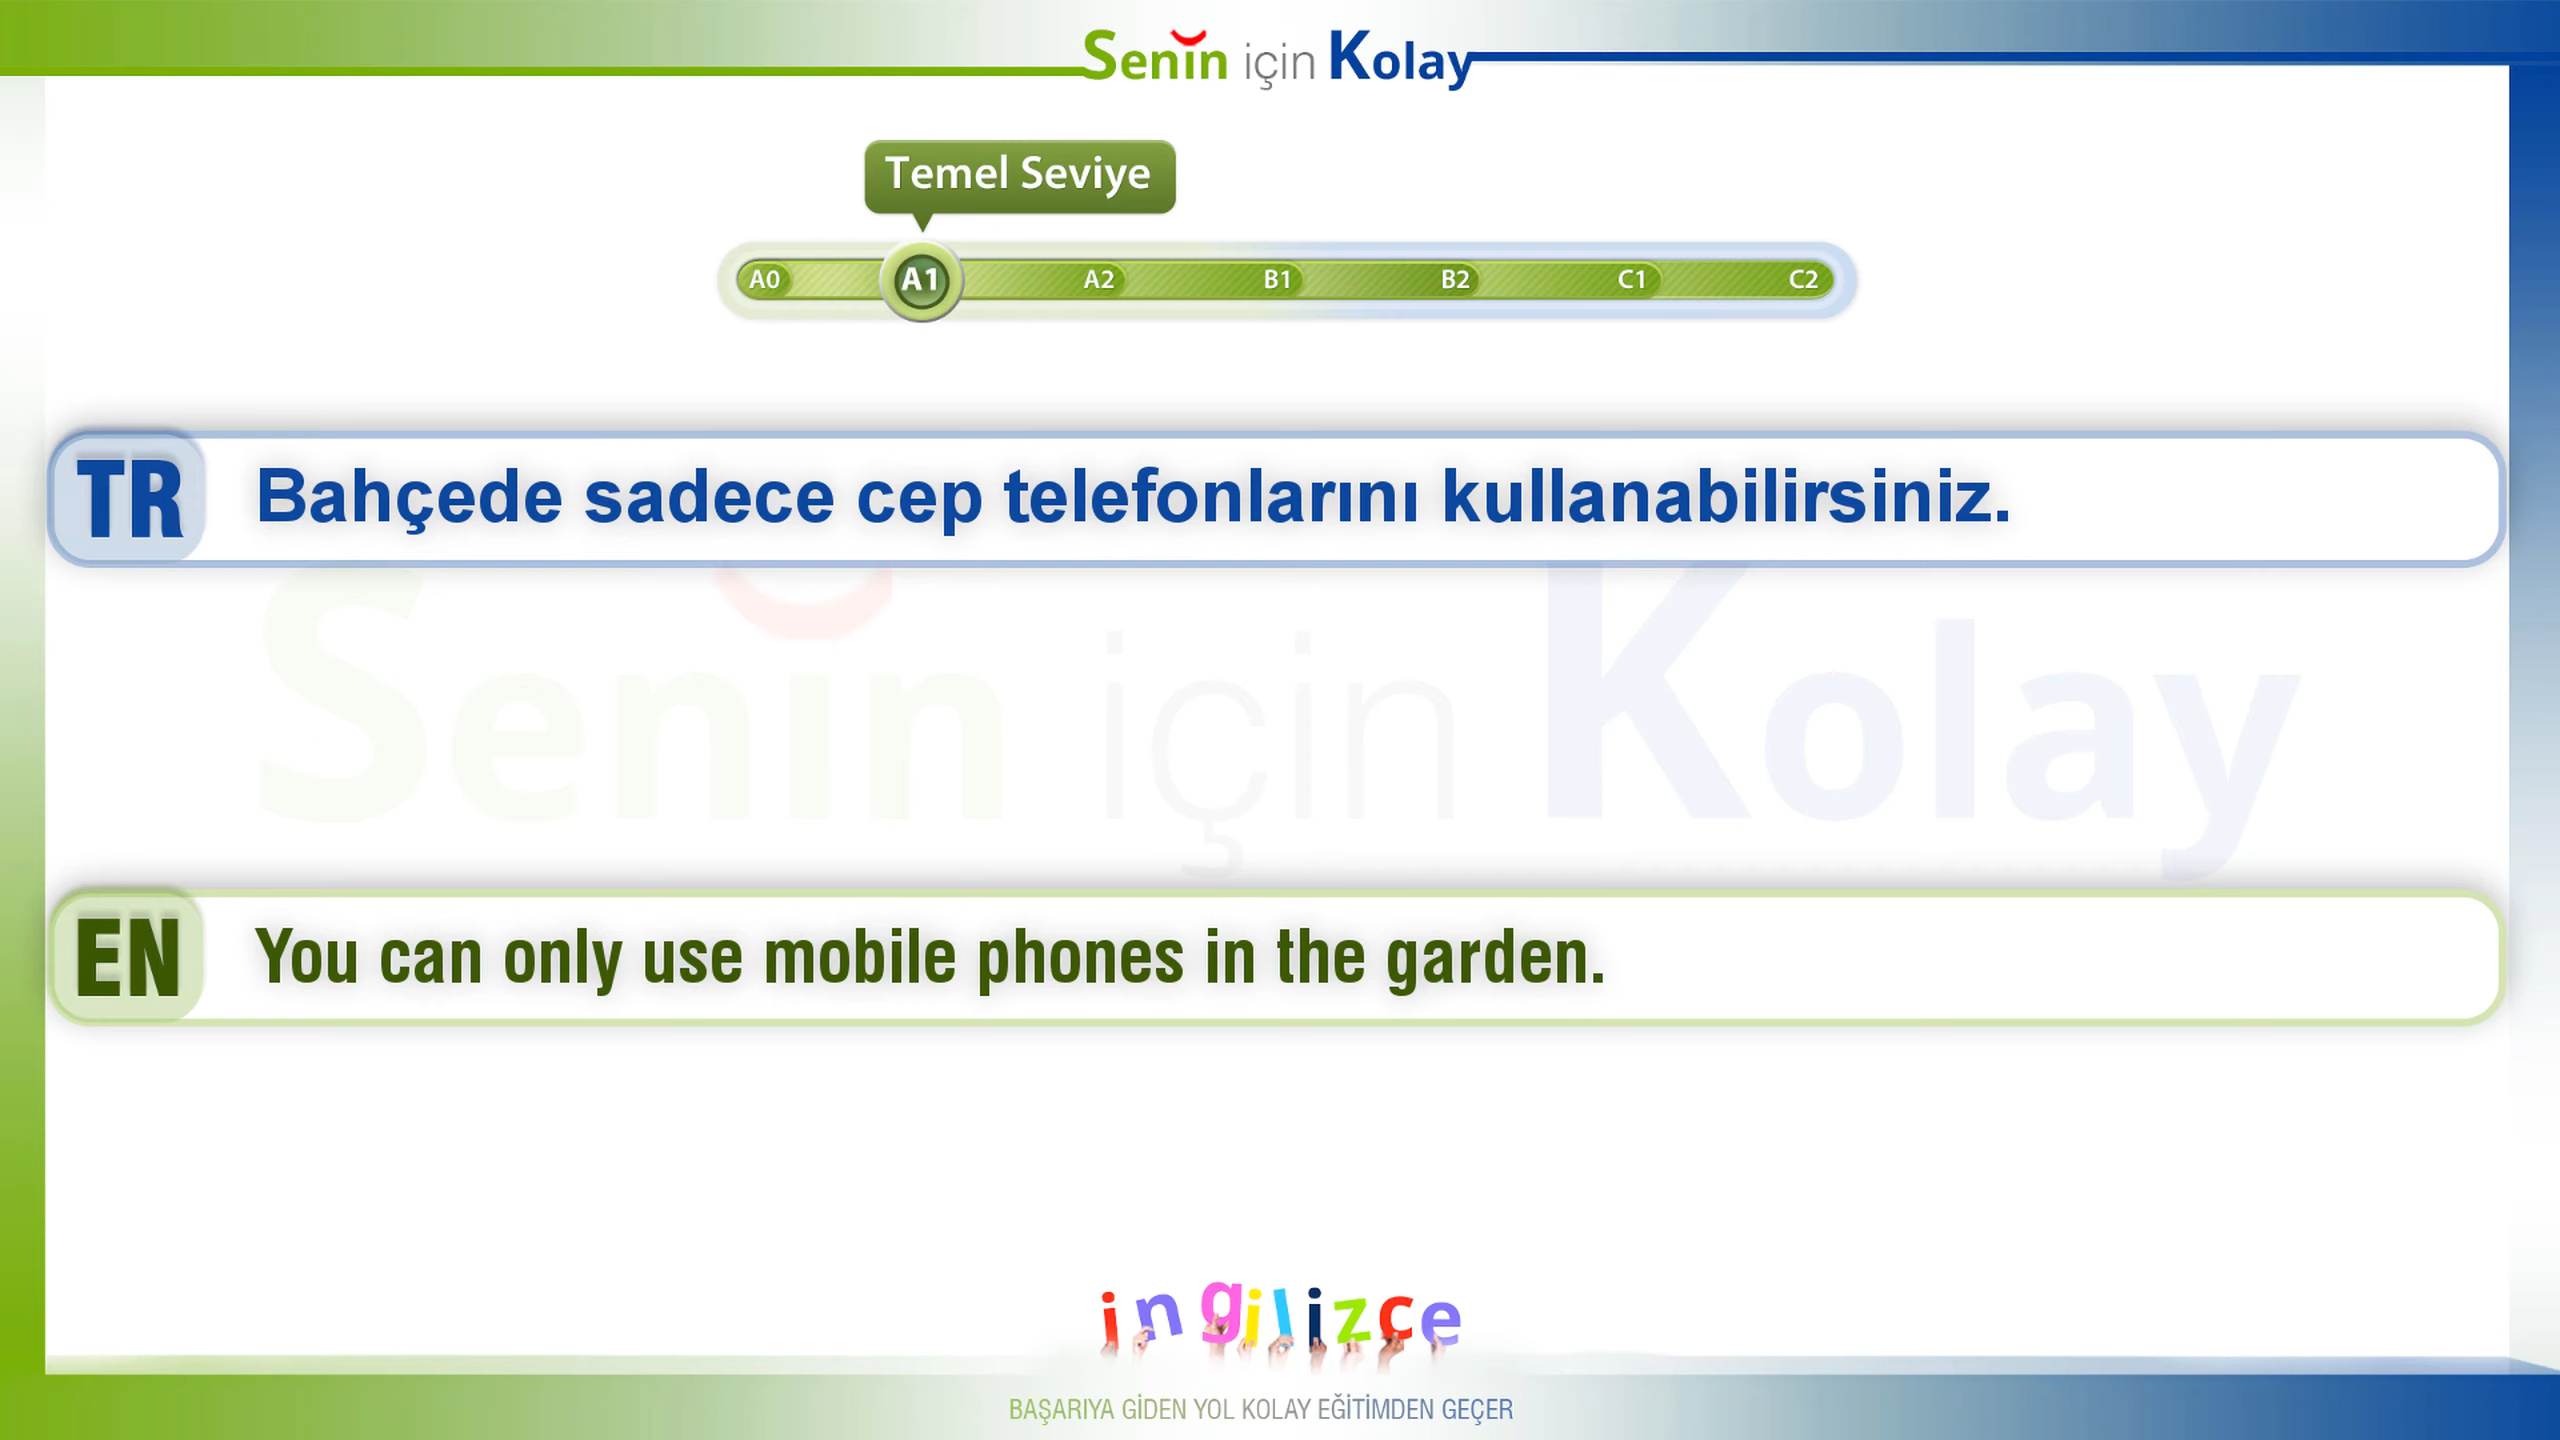 Senin için Kolay
Temel Seviye
A0 A1 A2 B1 B2 C1 C2
TR Bahçede sadece cep telefonlarını kullanabilirsiniz.
Senin için Kolay
EN You can only use mobile phones in the garden.
ingilizce
BAŞARIYA GİDEN YOL KOLAY EĞİTİMDEN GEÇER